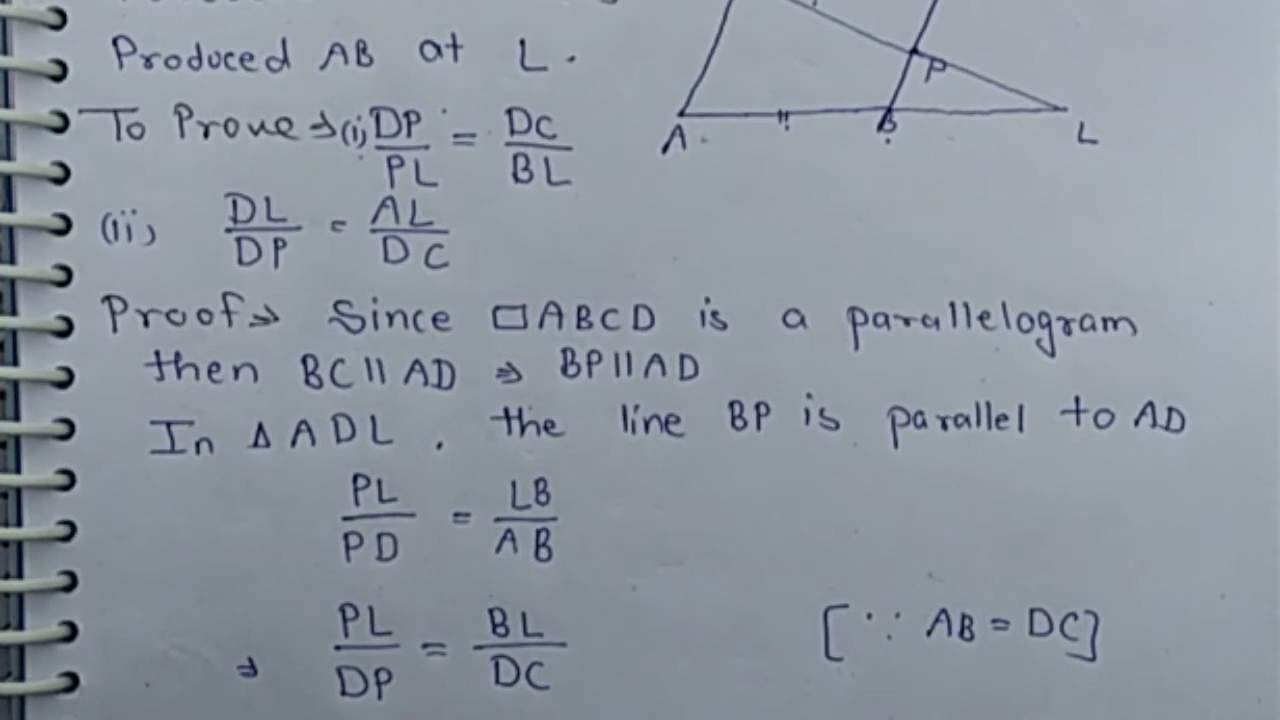 Produced AB at L.
P
A.
B
L
To Prove → (i) DP/PL = DC/BL
(ii) DL/DP = AL/DC
Proof → Since ▭ABCD is a parallelogram
then BC || AD ⇒ BP || AD
In Δ ADL, the line BP is parallel to AD
PL/PD = LB/AB
⇒ PL/DP = BL/DC [∵ AB = DC]